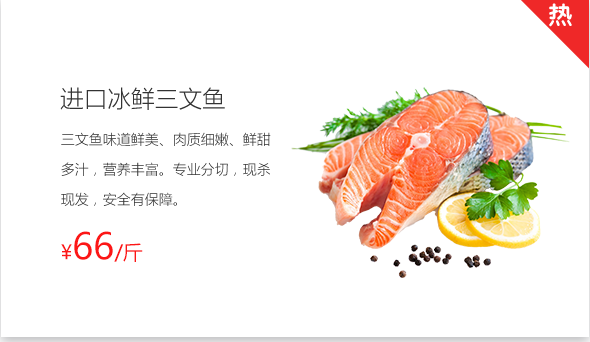 热
进口冰鲜三文鱼
三文鱼味道鲜美、肉质细嫩、鲜甜
多汁，营养丰富。专业分切，现杀
现发，安全有保障。
¥66/斤